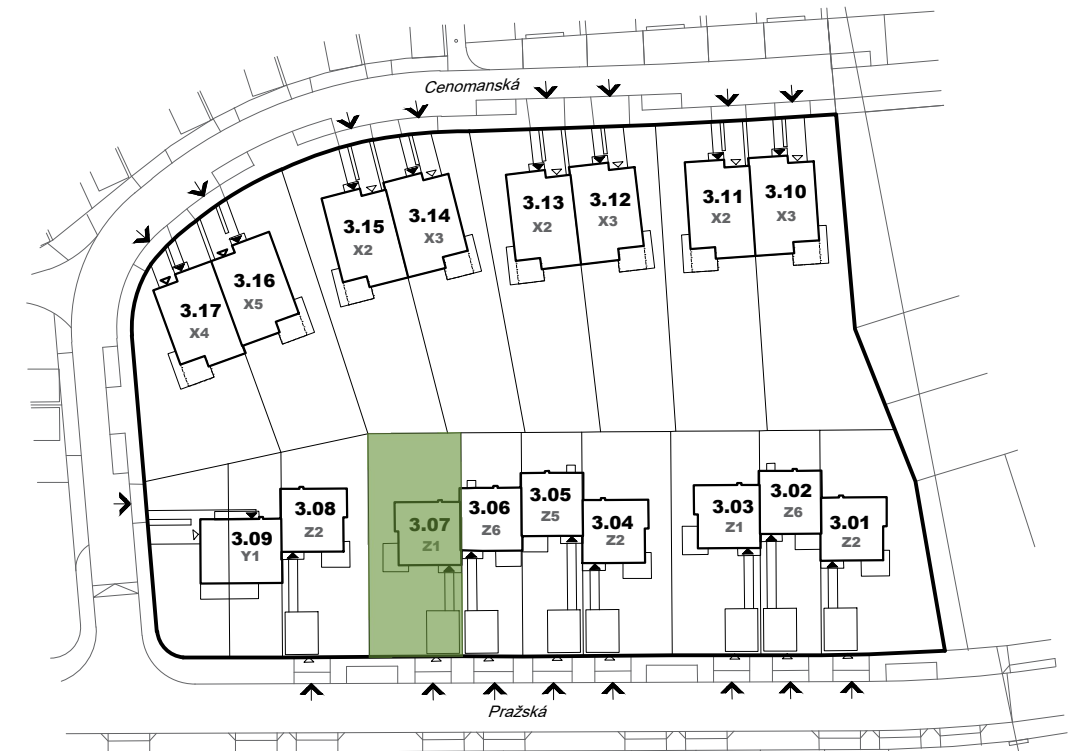 Cenomanská
3.17
X4
3.16
X5
3.15
X2
3.14
X3
3.13
X2
3.12
X3
3.11
X2
3.10
X3
3.09
Y1
3.08
Z2
3.07
Z1
3.06
Z6
3.05
Z5
3.04
Z2
3.03
Z1
3.02
Z6
3.01
Z2
Pražská